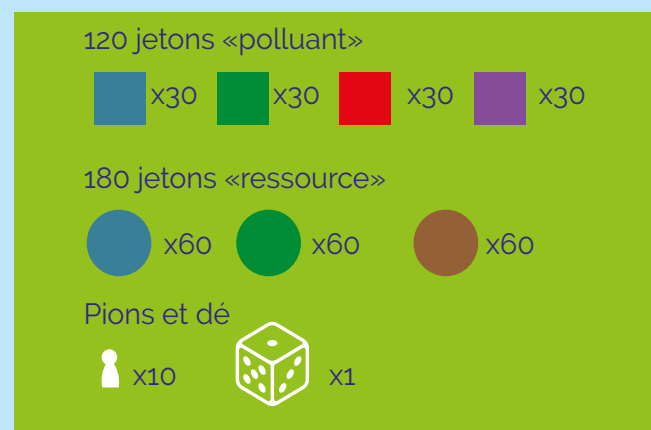 120 jetons «polluant»
x30 x30 x30 x30
180 jetons «ressource»
x60 x60 x60
Pions et dé
x10 x1